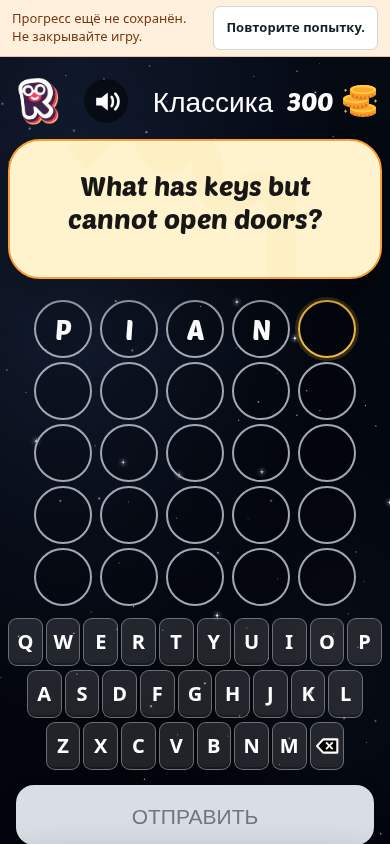 Прогресс ещё не сохранён.
Не закрывайте игру.
Повторите попытку.
Классика 300
What has keys but
cannot open doors?
P I A N
Q W E R T Y U I O P
A S D F G H J K L
Z X C V B N M
ОТПРАВИТЬ